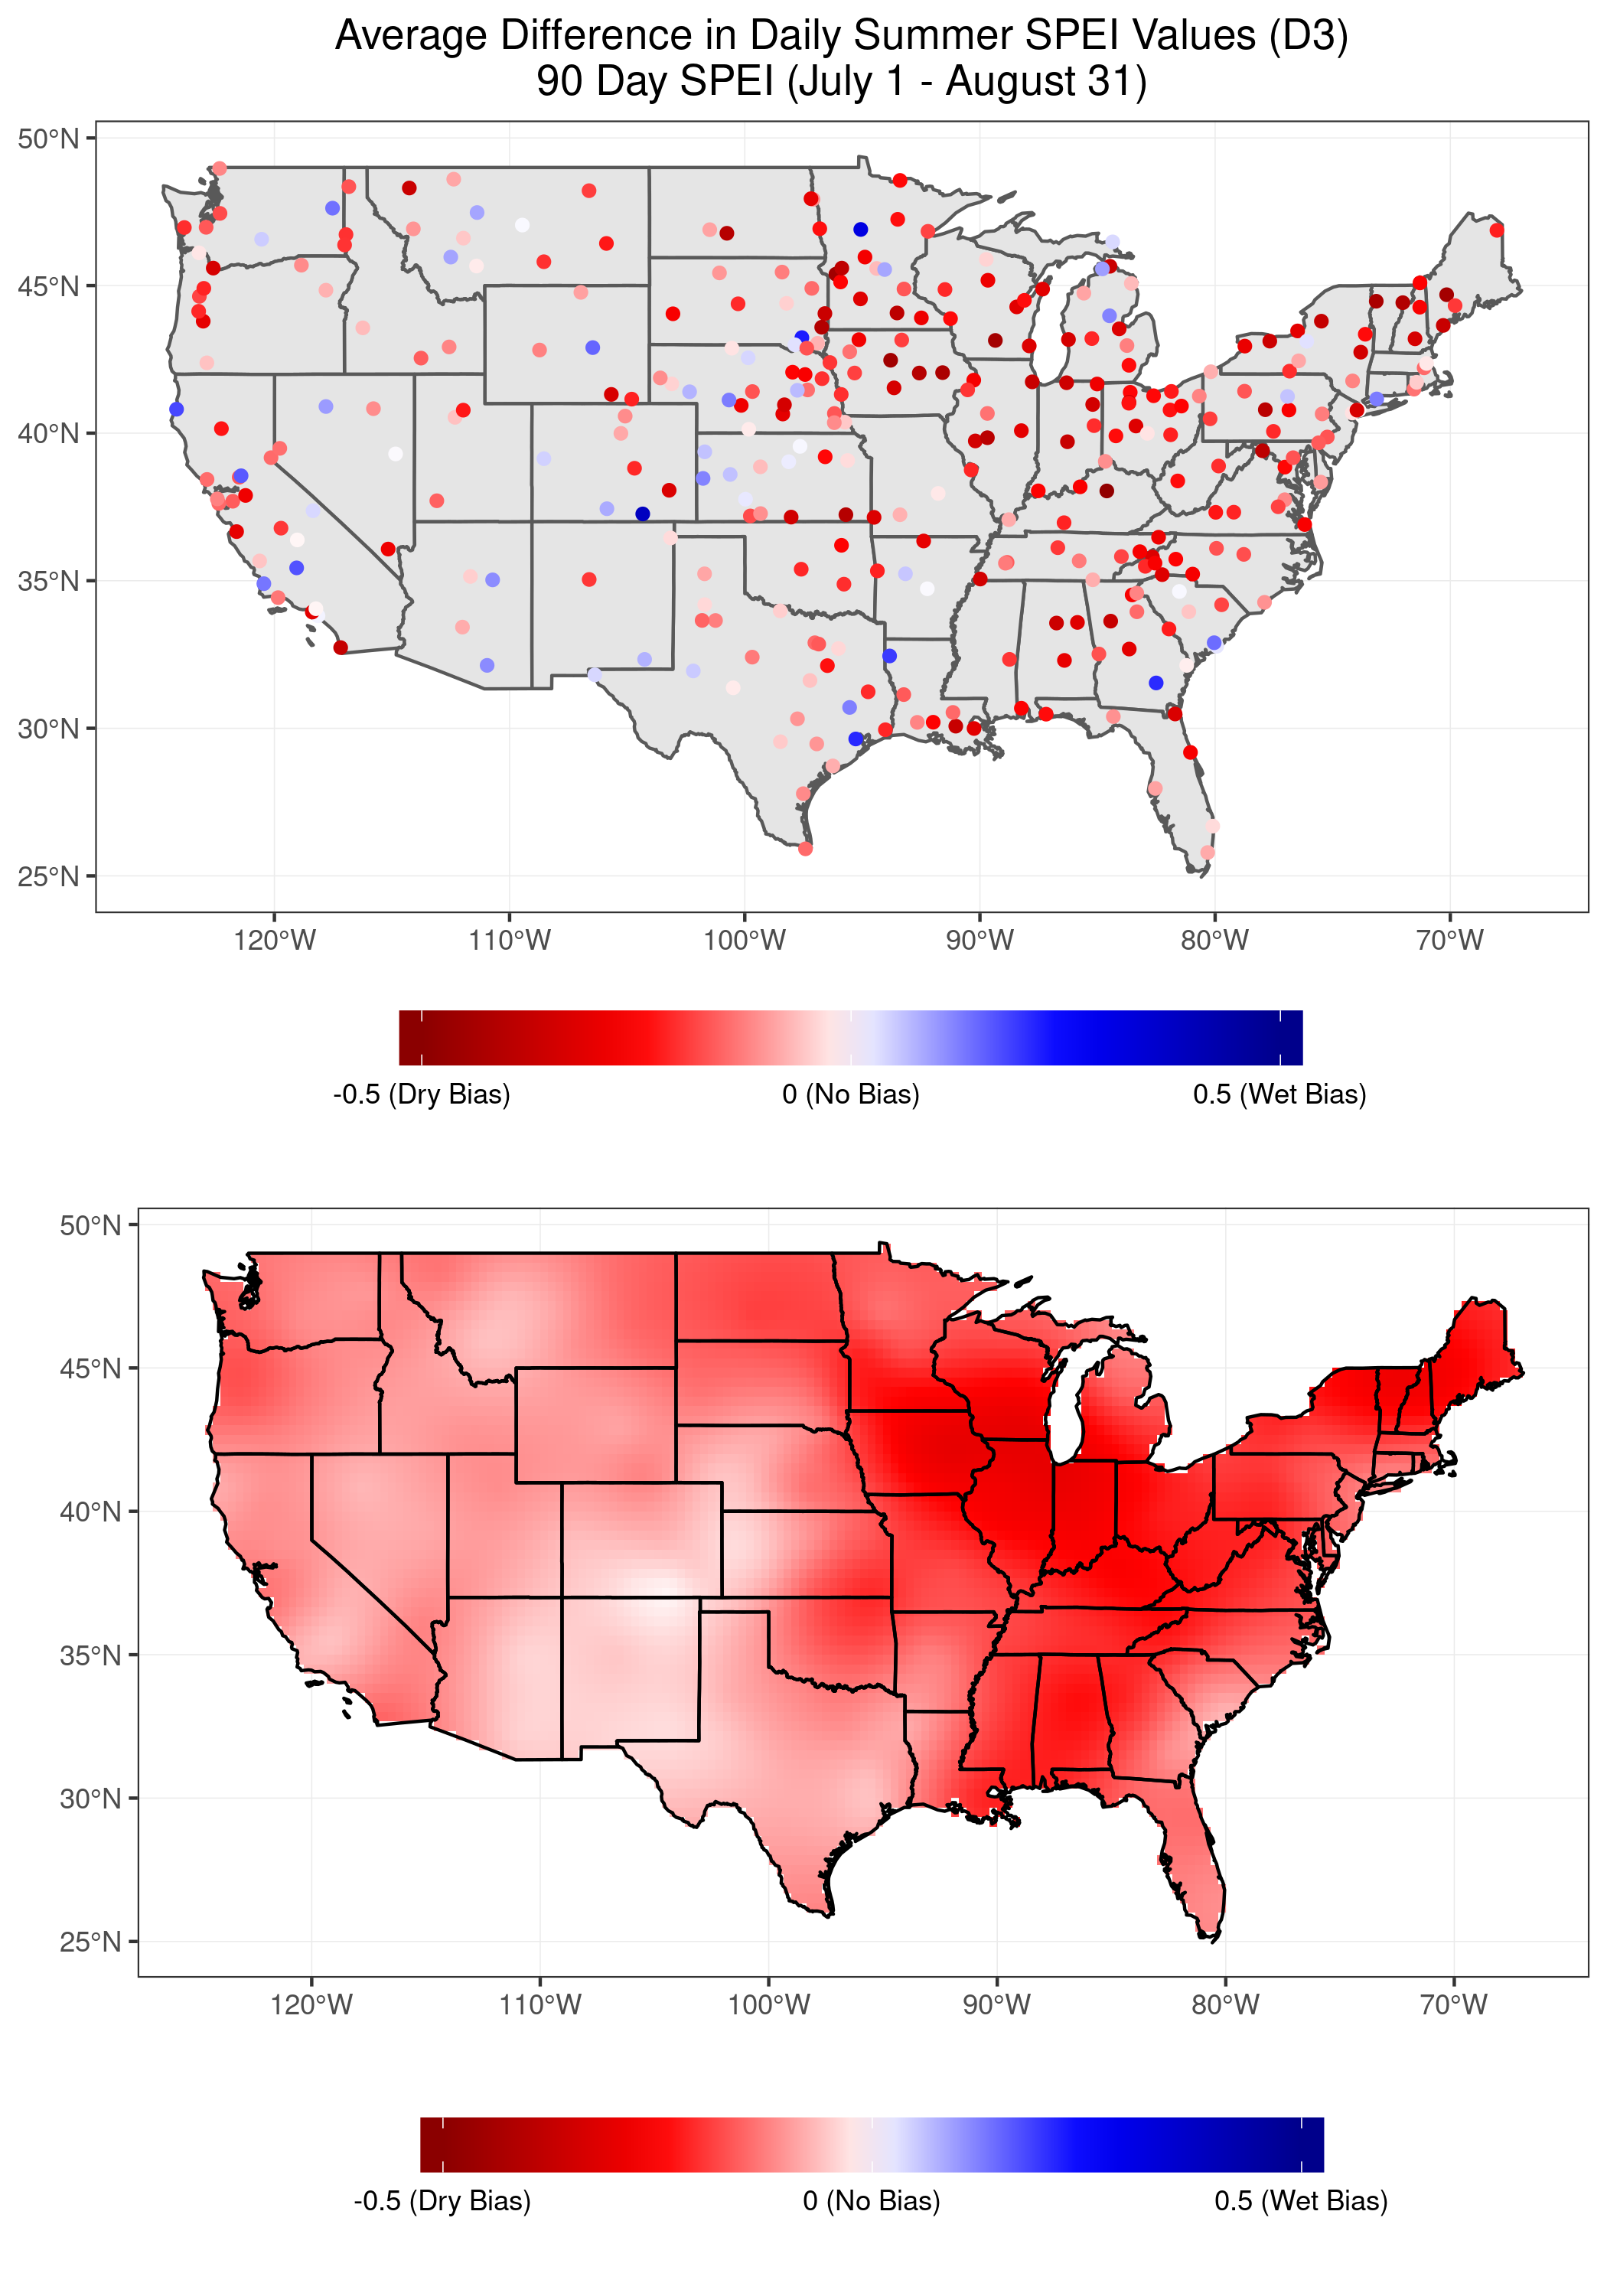 Average Difference in Daily Summer SPEI Values (D3)
90 Day SPEI (July 1 - August 31)
50°N
45°N
40°N
35°N
30°N
25°N
120°W 110°W 100°W 90°W 80°W 70°W
-0.5 (Dry Bias) 0 (No Bias) 0.5 (Wet Bias)
50°N
45°N
40°N
35°N
30°N
25°N
120°W 110°W 100°W 90°W 80°W 70°W
-0.5 (Dry Bias) 0 (No Bias) 0.5 (Wet Bias)